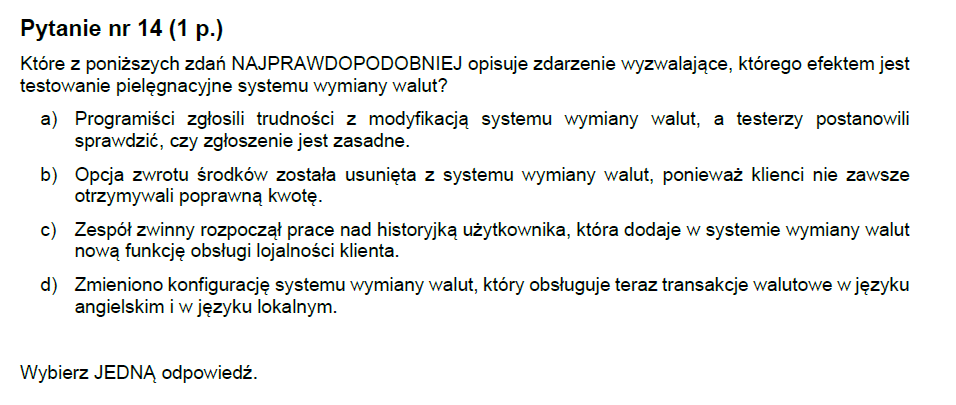 Pytanie nr 14 (1 p.)
Które z poniższych zdań NAJPRAWDOPODOBNIEJ opisuje zdarzenie wyzwalające, którego efektem jest
testowanie pielęgnacyjne systemu wymiany walut?
a) Programiści zgłosili trudności z modyfikacją systemu wymiany walut, a testerzy postanowili
sprawdzić, czy zgłoszenie jest zasadne.
b) Opcja zwrotu środków została usunięta z systemu wymiany walut, ponieważ klienci nie zawsze
otrzymywali poprawną kwotę.
c) Zespół zwinny rozpoczął prace nad historyjką użytkownika, która dodaje w systemie wymiany walut
nową funkcję obsługi lojalności klienta.
d) Zmieniono konfigurację systemu wymiany walut, który obsługuje teraz transakcje walutowe w języku
angielskim i w języku lokalnym.
Wybierz JEDNĄ odpowiedź.